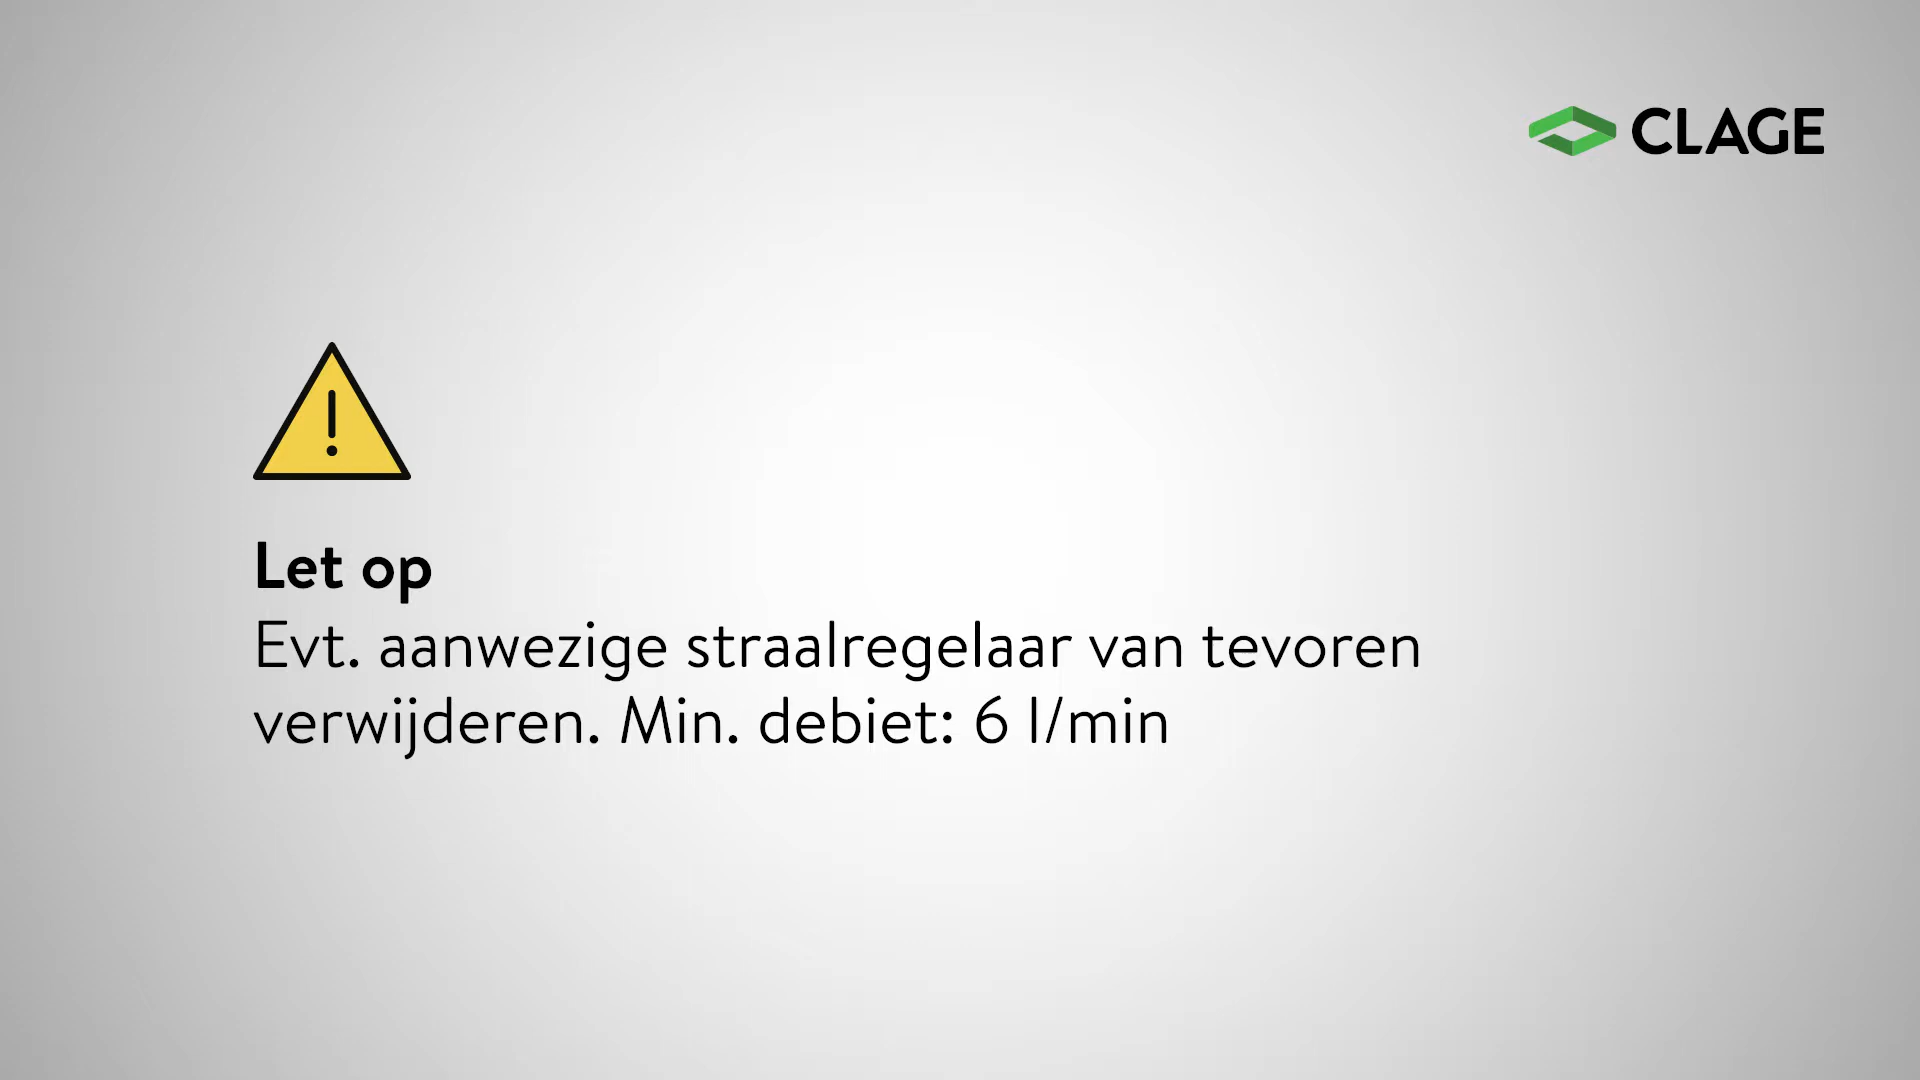 CLAGE
Let op
Evt. aanwezige straalregelaar van tevoren
verwijderen. Min. debiet: 6 l/min